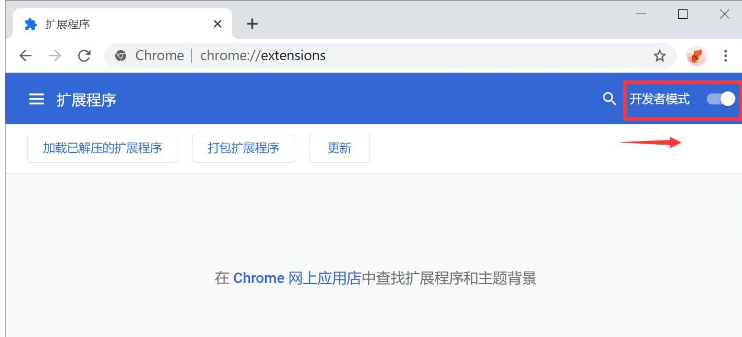 扩展程序
Chrome | chrome://extensions
扩展程序 开发者模式
加载已解压的扩展程序 打包扩展程序 更新
在 Chrome 网上应用店中查找扩展程序和主题背景